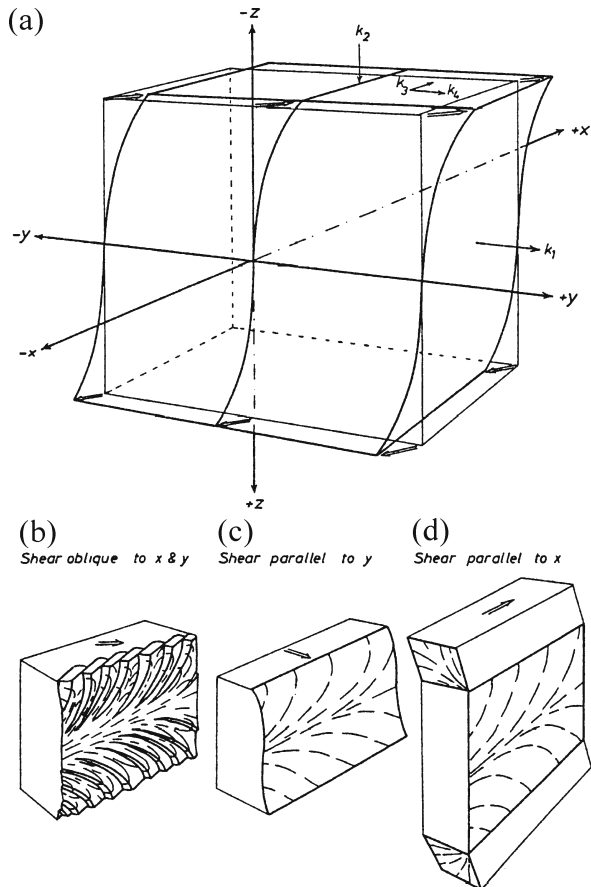 (a)
-z
k2
k3
k4
+x
-y
k1
+y
-x
+z
(b)
(c)
(d)
Shear oblique to x & y
Shear parallel to y
Shear parallel to x